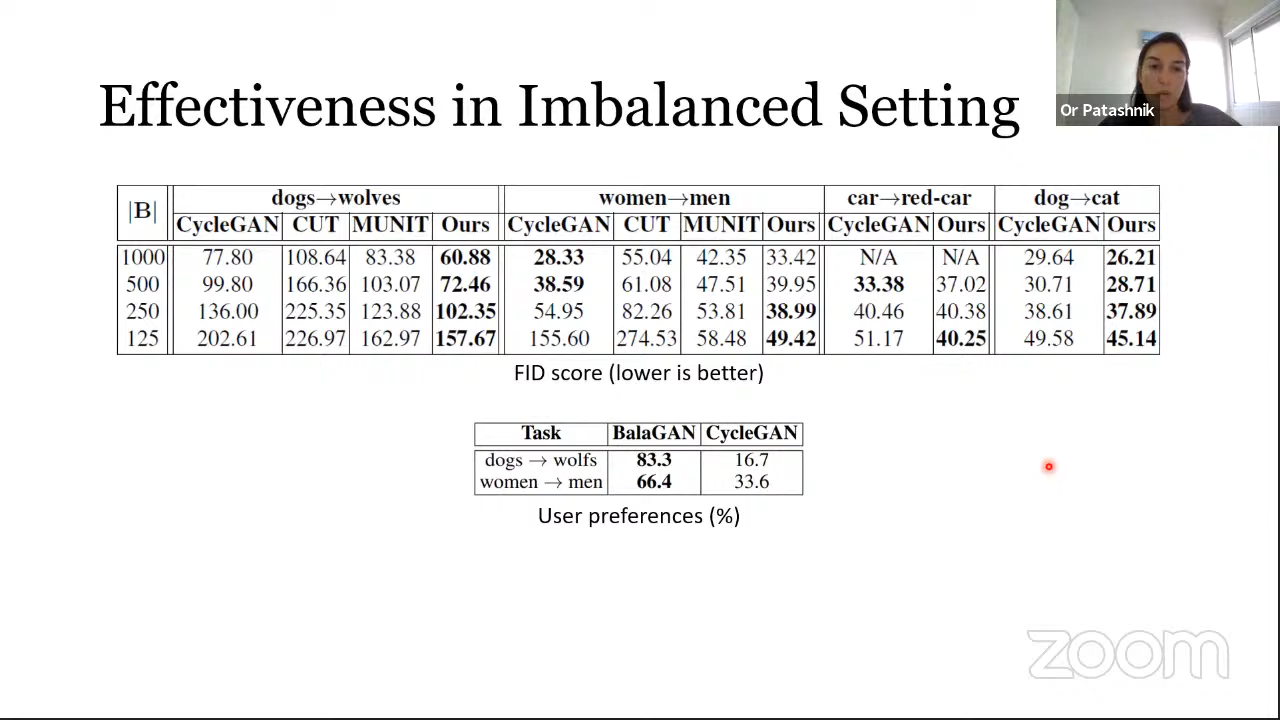 Or Patashnik
Effectiveness in Imbalanced Setting
|B| dogs→wolves women→men car→red-car dog→cat
CycleGAN CUT MUNIT Ours CycleGAN CUT MUNIT Ours CycleGAN Ours CycleGAN Ours
1000 77.80 108.64 83.38 60.88 28.33 55.04 42.35 33.42 N/A N/A 29.64 26.21
500 99.80 166.36 103.07 72.46 38.59 61.08 47.51 39.95 33.38 37.02 30.71 28.71
250 136.00 225.35 123.88 102.35 54.95 82.26 53.81 38.99 40.46 40.38 38.61 37.89
125 202.61 226.97 162.97 157.67 155.60 274.53 58.48 49.42 51.17 40.25 49.58 45.14
FID score (lower is better)
Task BalaGAN CycleGAN
dogs → wolfs 83.3 16.7
women → men 66.4 33.6
User preferences (%)
zoom